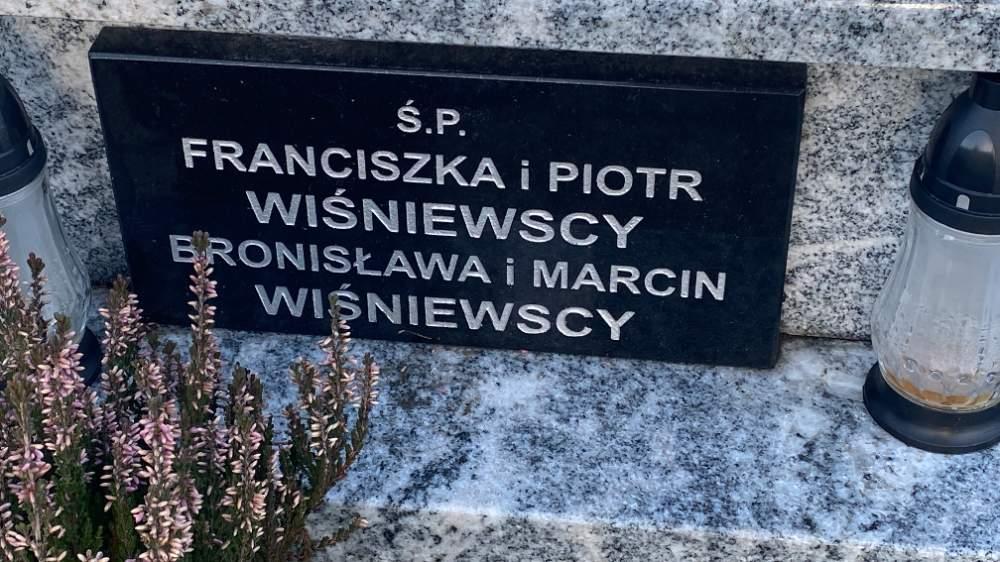 Ś.P.
FRANCISZKA i PIOTR
WIŚNIEWSCY
BRONISŁAWA i MARCIN
WIŚNIEWSCY